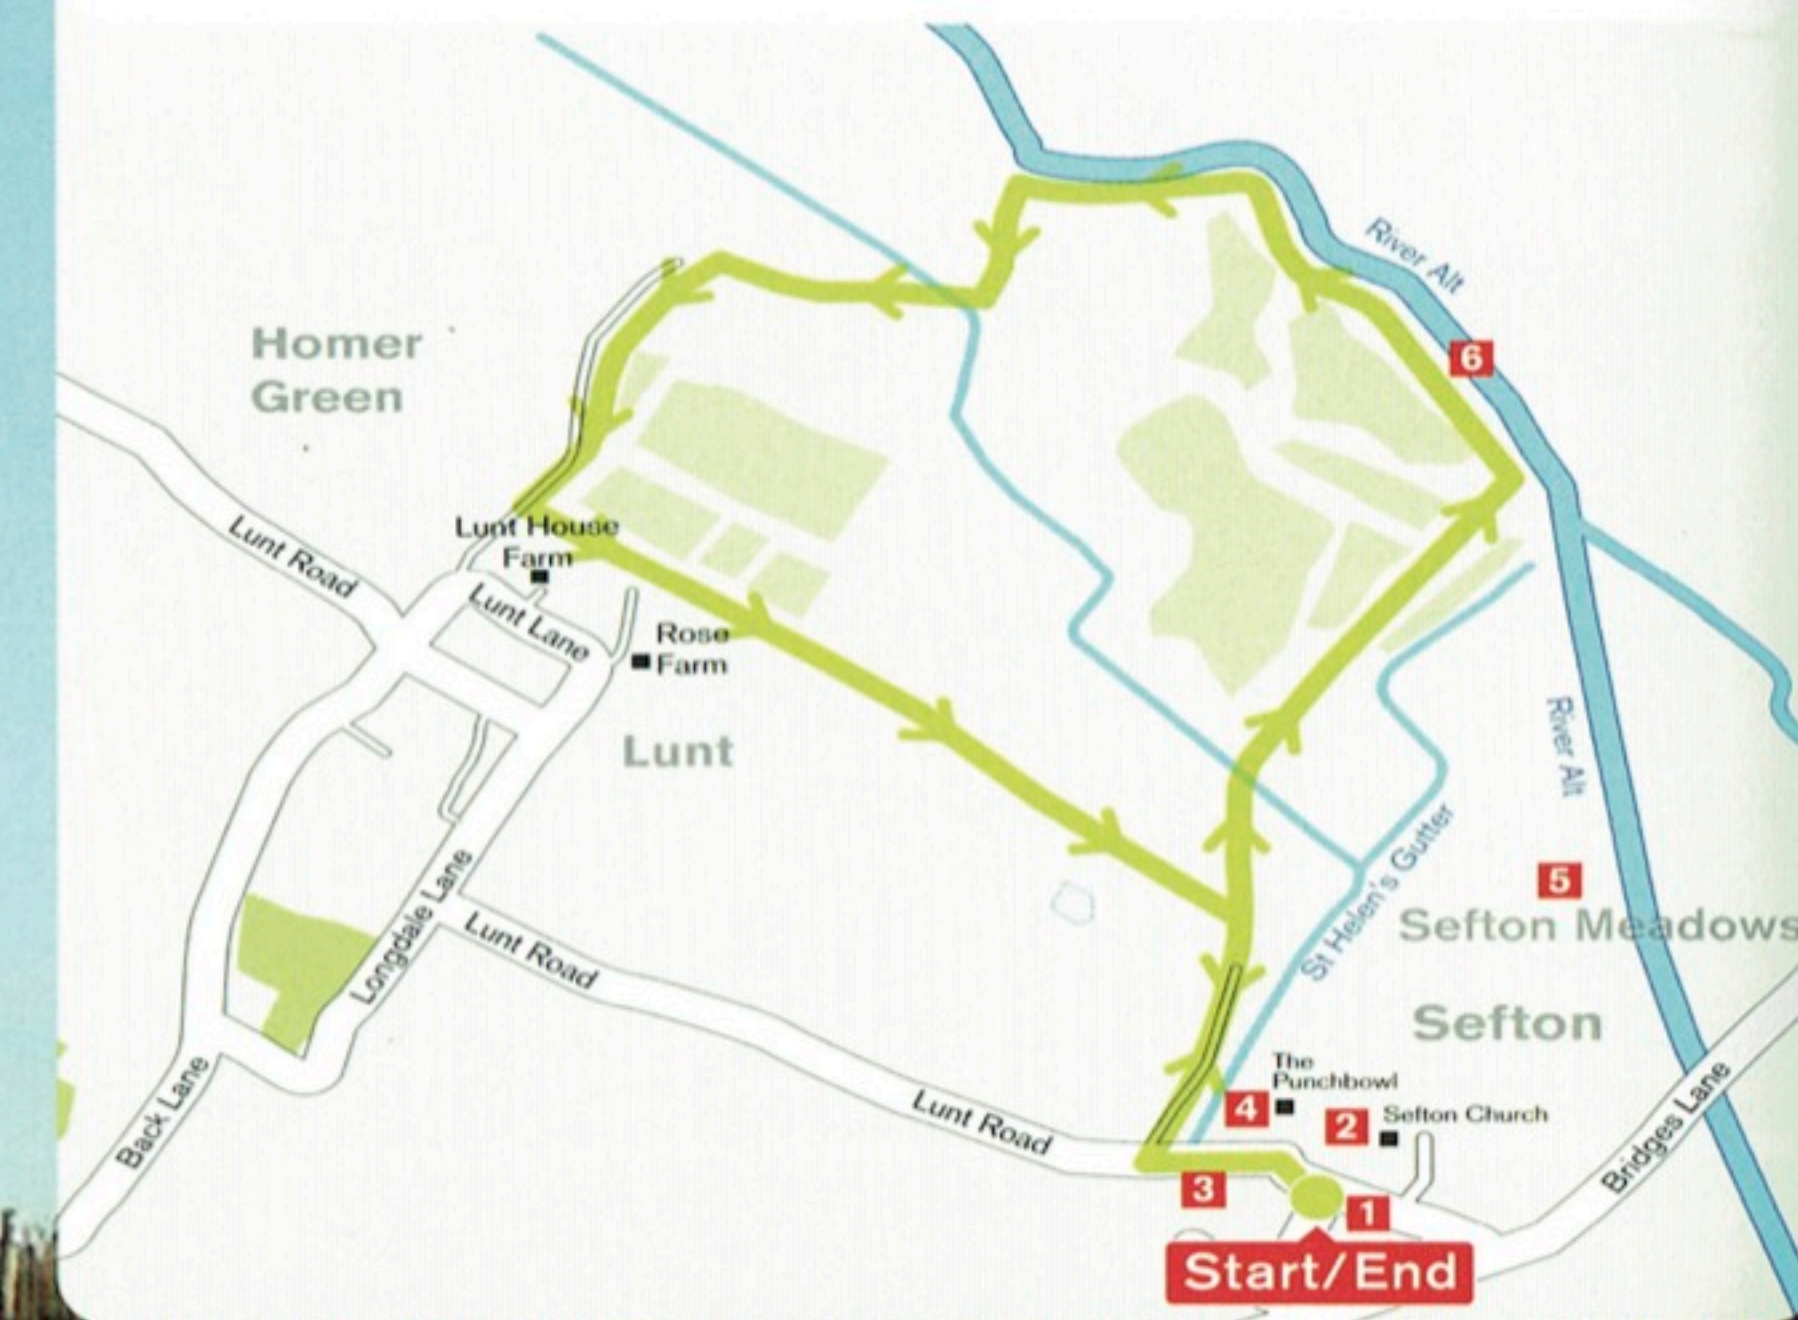 River Alt
6
Homer
Green
Lunt Road
Lunt House
Farm
Lunt Lane
Rose
Farm
Lunt
River Alt
St Helen's Gutter
5
Sefton Meadows
Sefton
Longdale Lane
Lunt Road
Back Lane
Lunt Road
The
Punchbowl
4
2
Sefton Church
Bridges Lane
3
1
Start/End